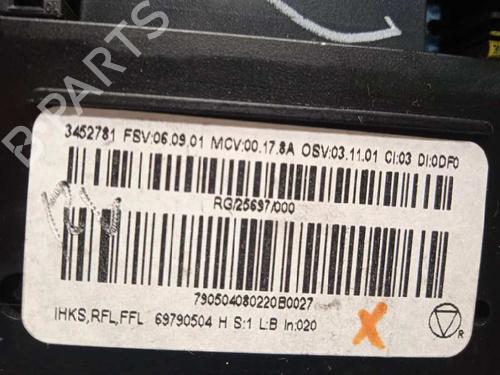 B-PARTS
3452781 FSV:06.09.01 MCV:00.17.8A OSV:03.11.01 CI:03 DI:0DF0
RG/25697/000
790504080220B0027
IHKS,RFL,FFL 69790504 H S:1 L:B In:020
X
R